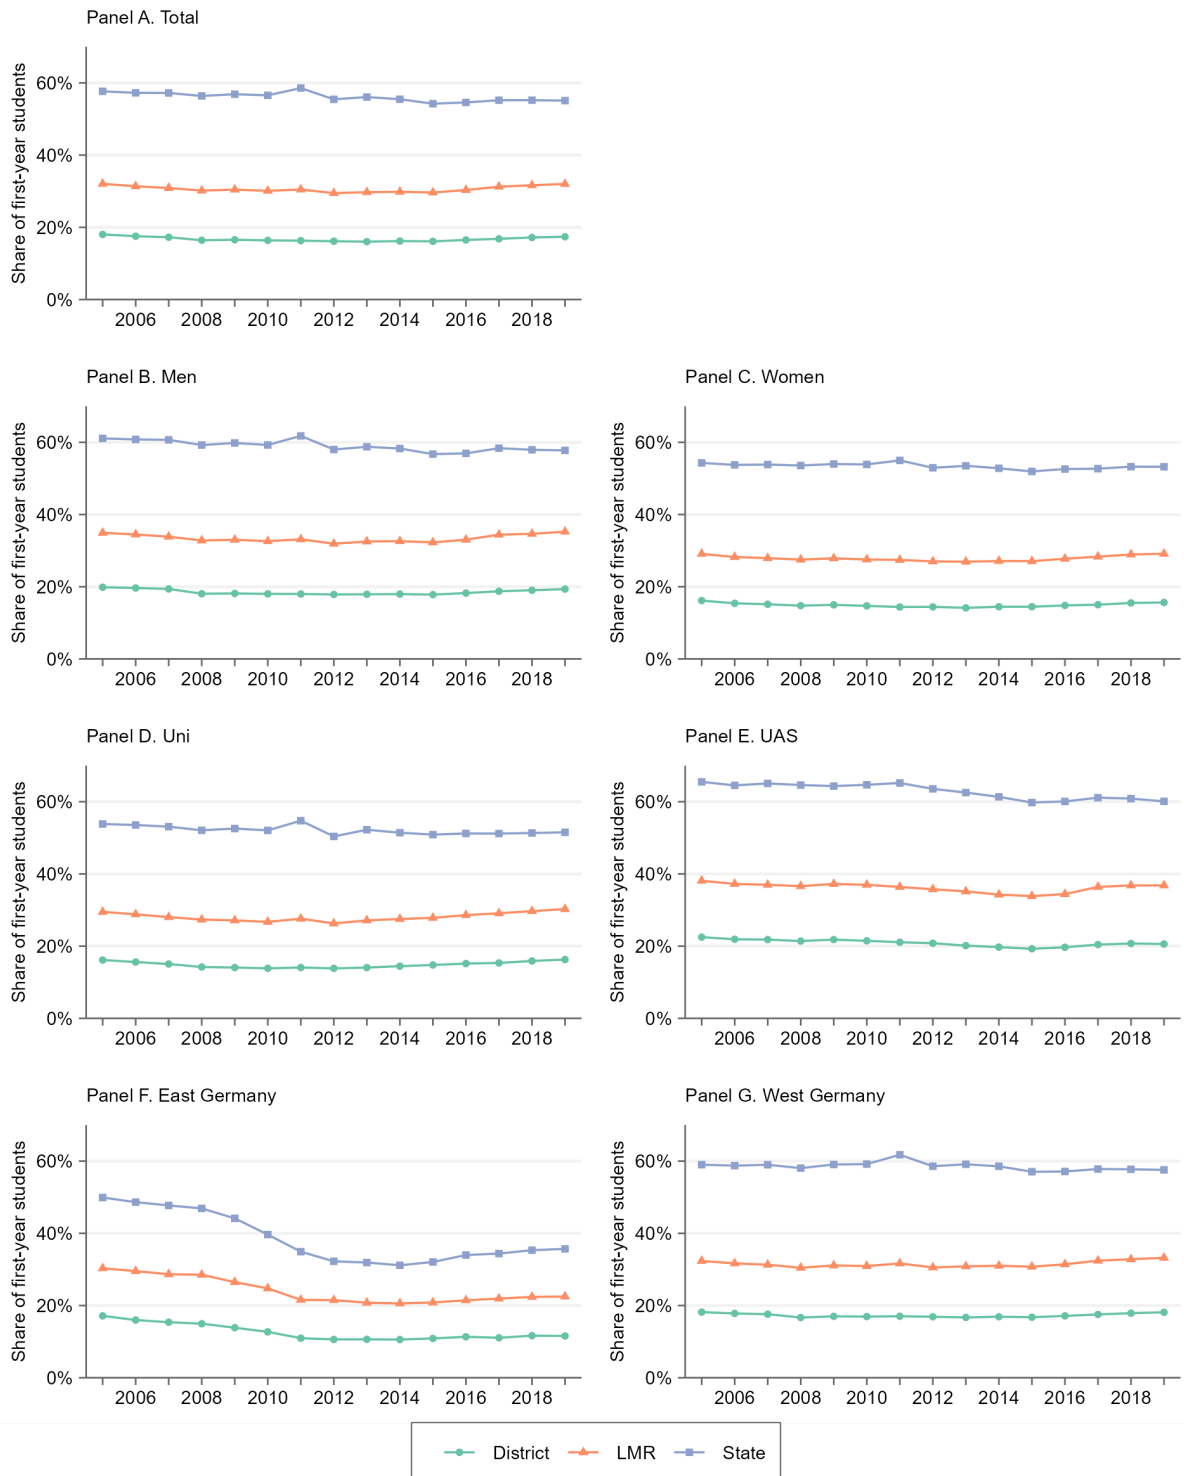 Panel A. Total
Share of first-year students
60%
40%
20%
0%
2006 2008 2010 2012 2014 2016 2018
Panel B. Men
Share of first-year students
60%
40%
20%
0%
2006 2008 2010 2012 2014 2016 2018
Panel C. Women
Share of first-year students
60%
40%
20%
0%
2006 2008 2010 2012 2014 2016 2018
Panel D. Uni
Share of first-year students
60%
40%
20%
0%
2006 2008 2010 2012 2014 2016 2018
Panel E. UAS
Share of first-year students
60%
40%
20%
0%
2006 2008 2010 2012 2014 2016 2018
Panel F. East Germany
Share of first-year students
60%
40%
20%
0%
2006 2008 2010 2012 2014 2016 2018
Panel G. West Germany
Share of first-year students
60%
40%
20%
0%
2006 2008 2010 2012 2014 2016 2018
District LMR State